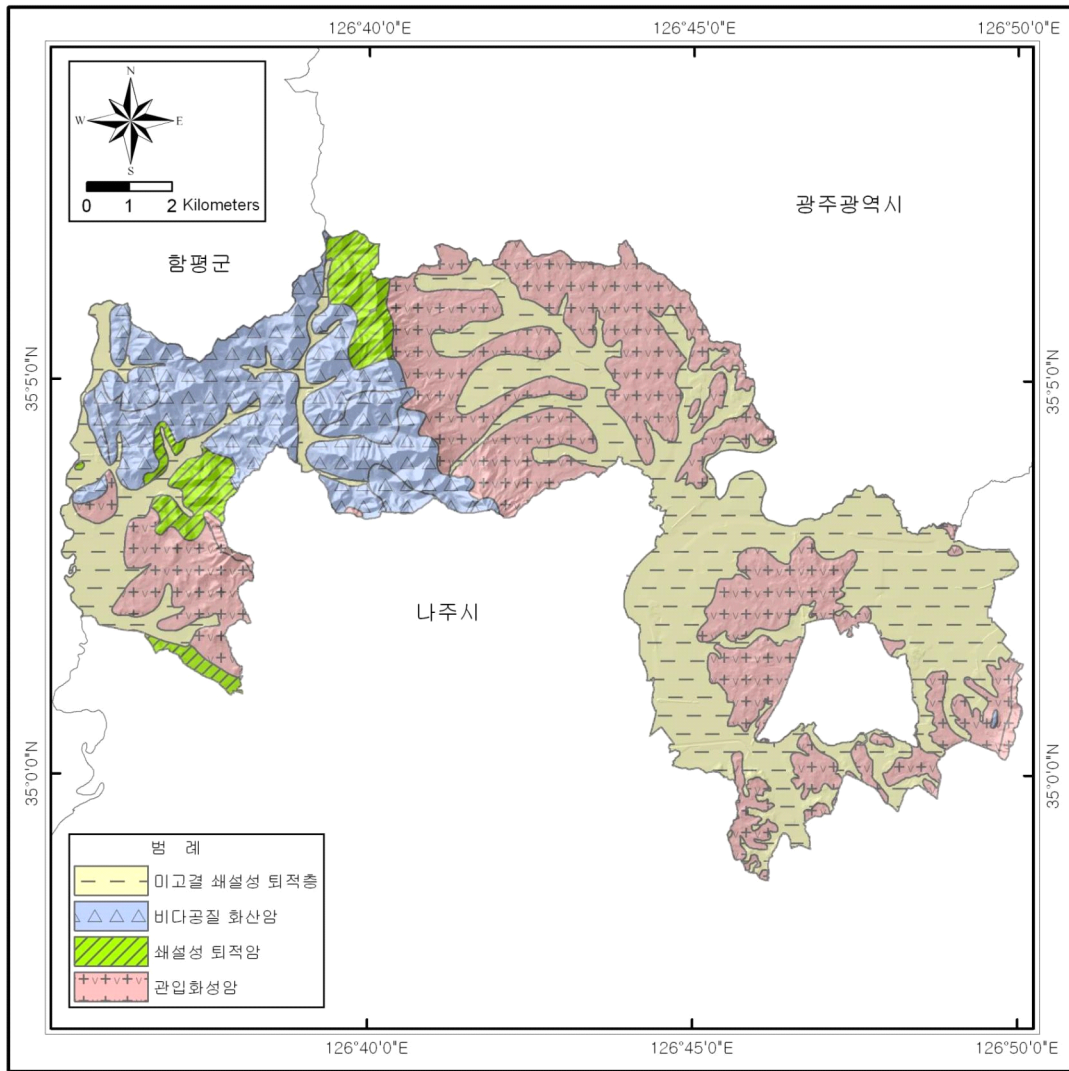 126°40'0"E 126°45'0"E 126°50'0"E
N
W E
S
0 1 2 Kilometers
광주광역시
함평군
35°5'0"N 35°5'0"N
나주시
35°0'0"N 35°0'0"N
범 례
미고결 쇄설성 퇴적층
비다공질 화산암
쇄설성 퇴적암
관입화성암
126°40'0"E 126°45'0"E 126°50'0"E